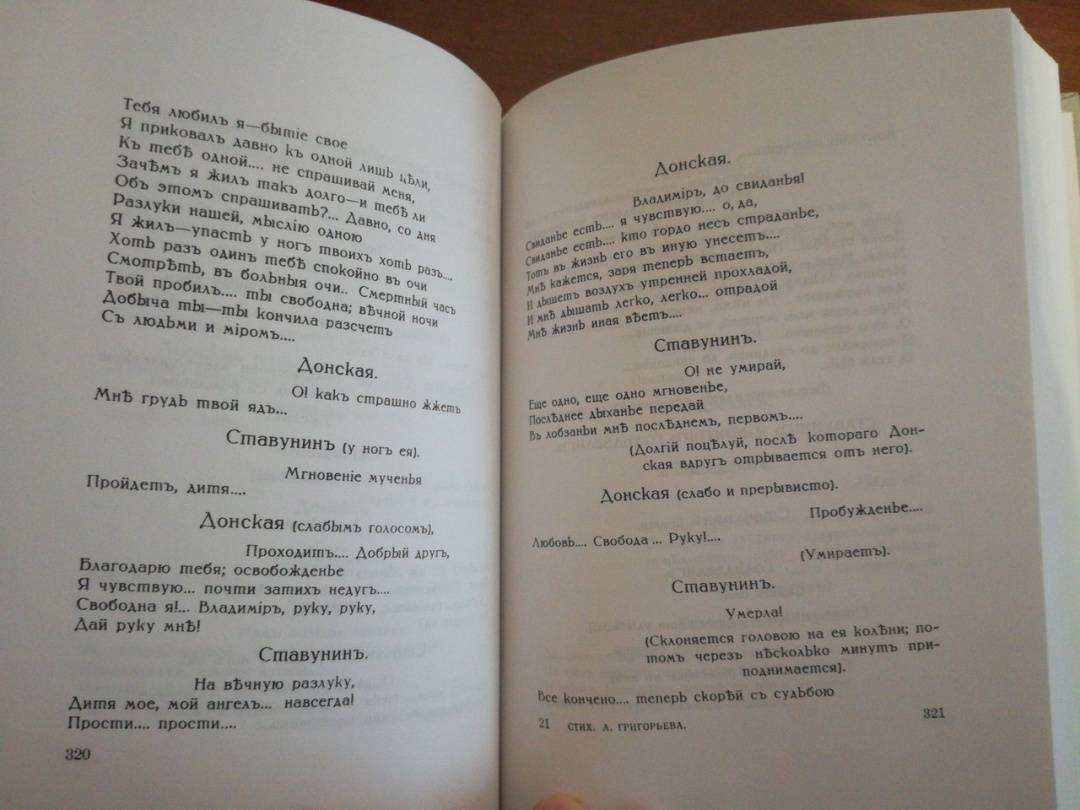 Тебя любилъ я—бытіе свое
Я приковалъ давно къ одной лишь цѣли,
Къ тебѣ одной.... не спрашивай меня,
Зачѣмъ я жилъ такъ долго—и тебѣ ли
Объ этомъ спрашивать?... Давно, со дня
Разлуки нашей, мыслію одною
Я жилъ—упасть у ногъ твоихъ хоть разъ....
Хоть разъ одинъ тебѣ спокойно въ очи
Смотрѣть, въ больныя очи.. Смертный часъ
Твой пробилъ.... ты свободна; вѣчной ночи
Добыча ты—ты кончила разсчетъ
Съ людьми и міромъ....
Донская.
О! какъ страшно жжетъ
Мнѣ грудь твой ядъ...
Ставунинъ (у ногъ ея).
Мгновеніе мученья
Пройдетъ, дитя....
Донская (слабымъ голосомъ),
Проходитъ.... Добрый другъ,
Благодарю тебя; освобожденье
Я чувствую... почти затихъ недугъ....
Свободна я!... Владиміръ, руку, руку,
Дай руку мнѣ!
Ставунинъ.
На вѣчную разлуку,
Дитя мое, мой ангелъ... навсегда!
Прости.... прости....
320
Донская.
Владиміръ, до свиданья!
Свиданье есть.... я чувствую.... о, да,
Свиданье есть.... кто гордо несъ страданье,
Тотъ въ жизнь его въ иную унесетъ....
Мнѣ кажется, заря теперь встаетъ,
И дышетъ воздухъ утренней прохладой,
И мнѣ дышать легко, легко... отрадой
Мнѣ жизнь иная вѣетъ....
Ставунинъ.
О! не умирай,
Еще одно, еще одно мгновенье,
Послѣднее дыханье передай
Въ лобзаньи мнѣ послѣднемъ, первомъ....
(Долгій поцѣлуй, послѣ котораго Дон-
ская вдругъ отрывается отъ него).
Донская (слабо и прерывисто).
Пробужденье....
Любовь.... Свобода ... Руку!....
(Умираетъ).
Ставунинъ.
Умерла!
(Склоняется головою на ея колѣни; по-
томъ черезъ нѣсколько минутъ при-
поднимается).
Все кончено.... теперь скорѣй съ судьбою
21 СТИХ. А. ГРИГОРЬЕВА.
321